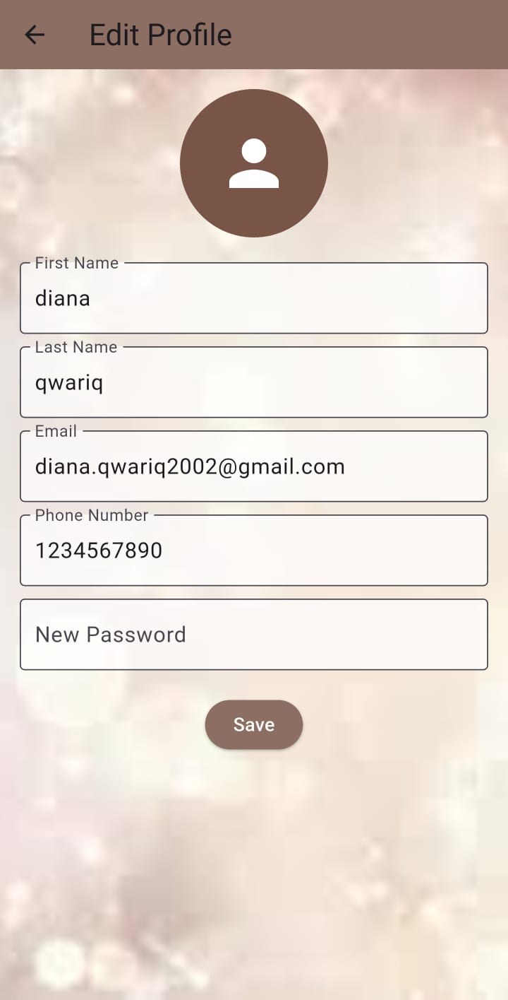 Edit Profile
First Name
diana
Last Name
qwariq
Email
diana.qwariq2002@gmail.com
Phone Number
1234567890
New Password
Save